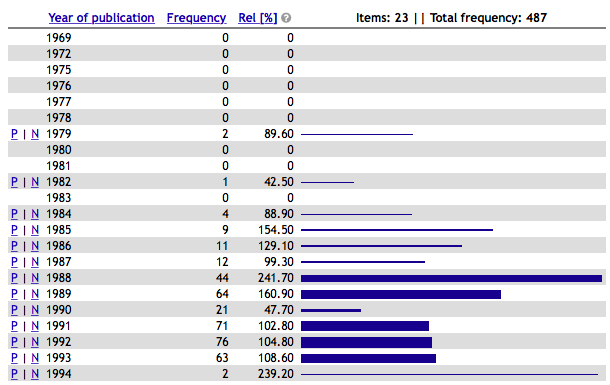 Year of publication Frequency Rel [%] ? Items: 23 || Total frequency: 487
1969 0 0
1972 0 0
1975 0 0
1976 0 0
1977 0 0
1978 0 0
P | N 1979 2 89.60
1980 0 0
1981 0 0
P | N 1982 1 42.50
1983 0 0
P | N 1984 4 88.90
P | N 1985 9 154.50
P | N 1986 11 129.10
P | N 1987 12 99.30
P | N 1988 44 241.70
P | N 1989 64 160.90
P | N 1990 21 47.70
P | N 1991 71 102.80
P | N 1992 76 104.80
P | N 1993 63 108.60
P | N 1994 2 239.20